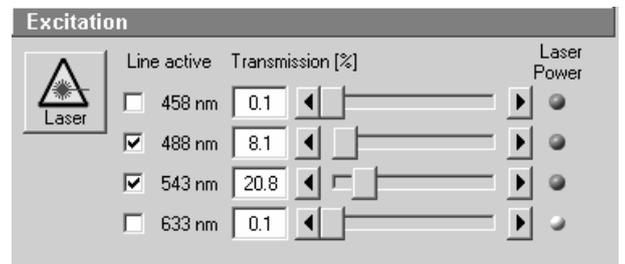 Excitation
Line active Transmission [%] Laser Power
Laser
458 nm 0.1
488 nm 8.1
543 nm 20.8
633 nm 0.1